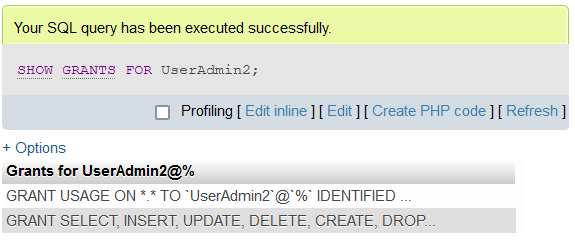 Your SQL query has been executed successfully.
SHOW GRANTS FOR UserAdmin2;
Profiling [ Edit inline ] [ Edit ] [ Create PHP code ] [ Refresh ]
+ Options
Grants for UserAdmin2@%
GRANT USAGE ON *.* TO `UserAdmin2`@`%` IDENTIFIED ...
GRANT SELECT, INSERT, UPDATE, DELETE, CREATE, DROP...